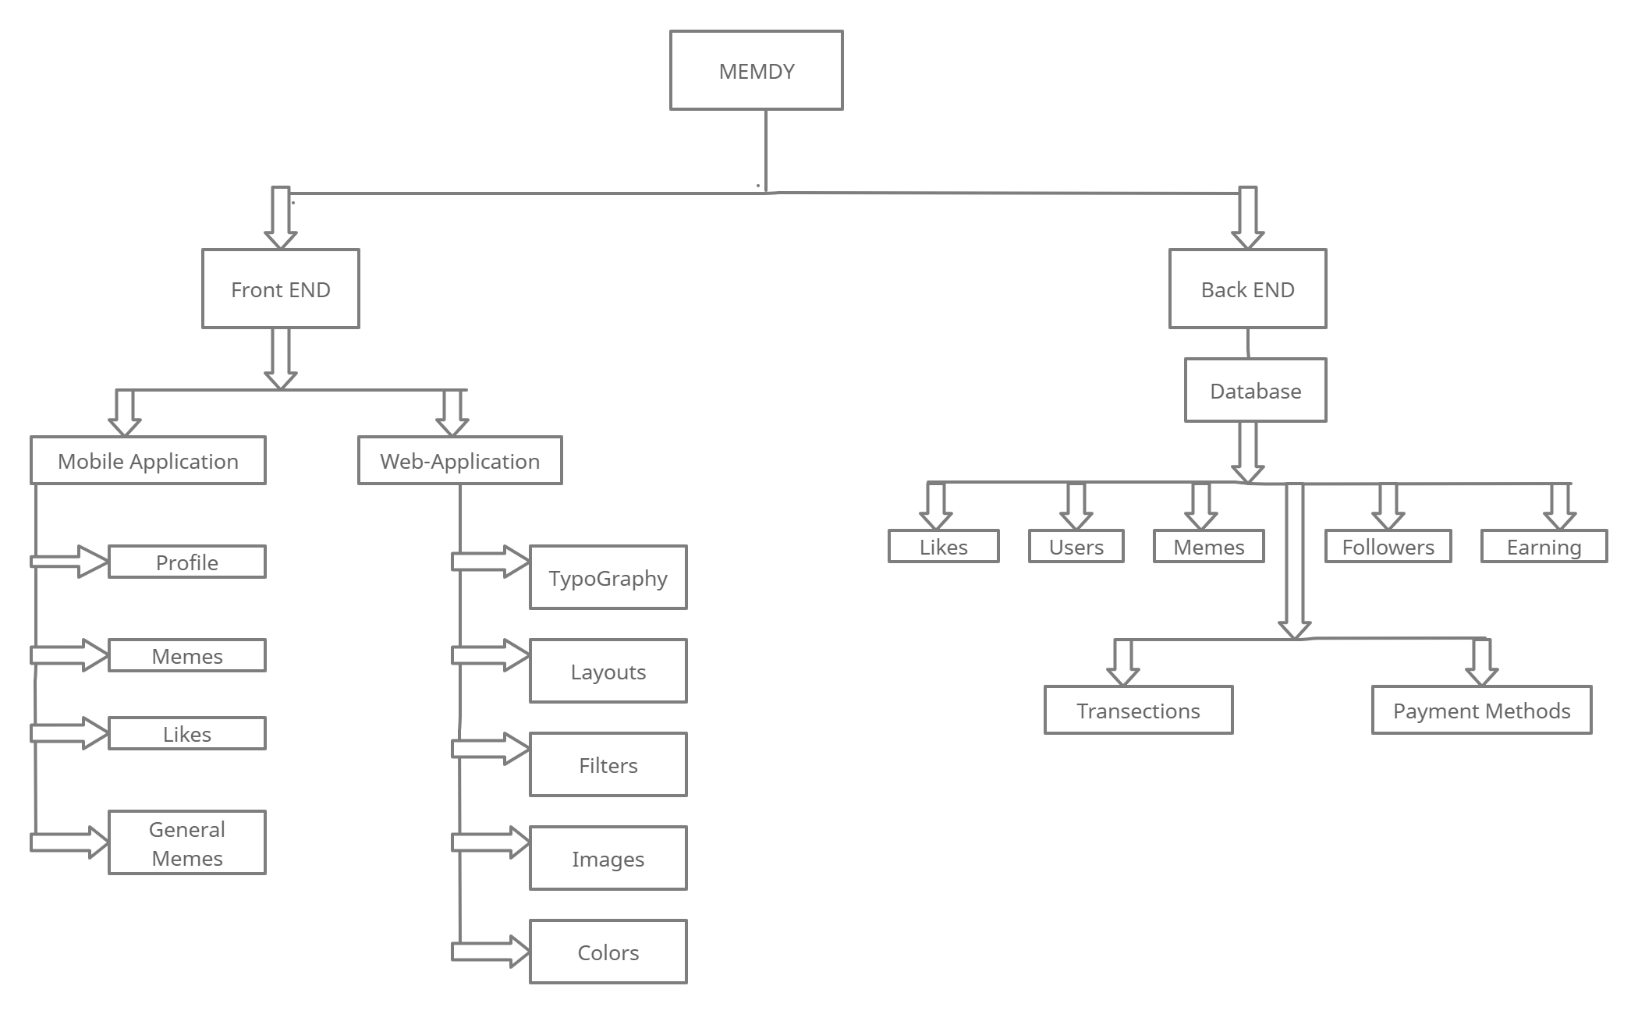 MEMDY
Front END
Back END
Database
Mobile Application
Web-Application
Likes
Users
Memes
Followers
Earning
Profile
TypoGraphy
Memes
Layouts
Transections
Payment Methods
Likes
Filters
General
Memes
Images
Colors